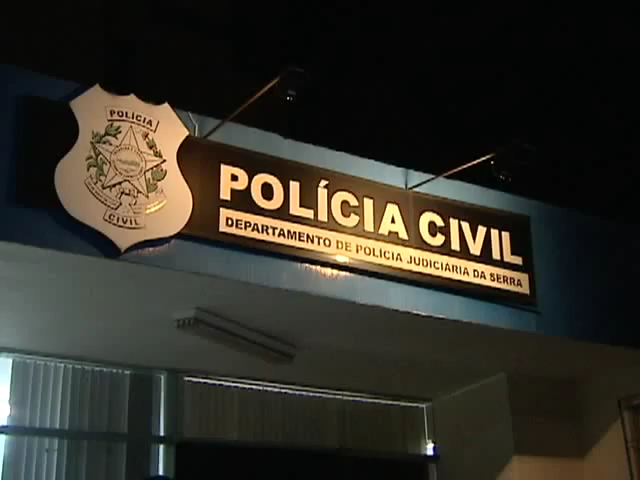 POLÍCIA
CIVIL
POLÍCIA CIVIL
DEPARTAMENTO DE POLÍCIA JUDICIÁRIA DA SERRA